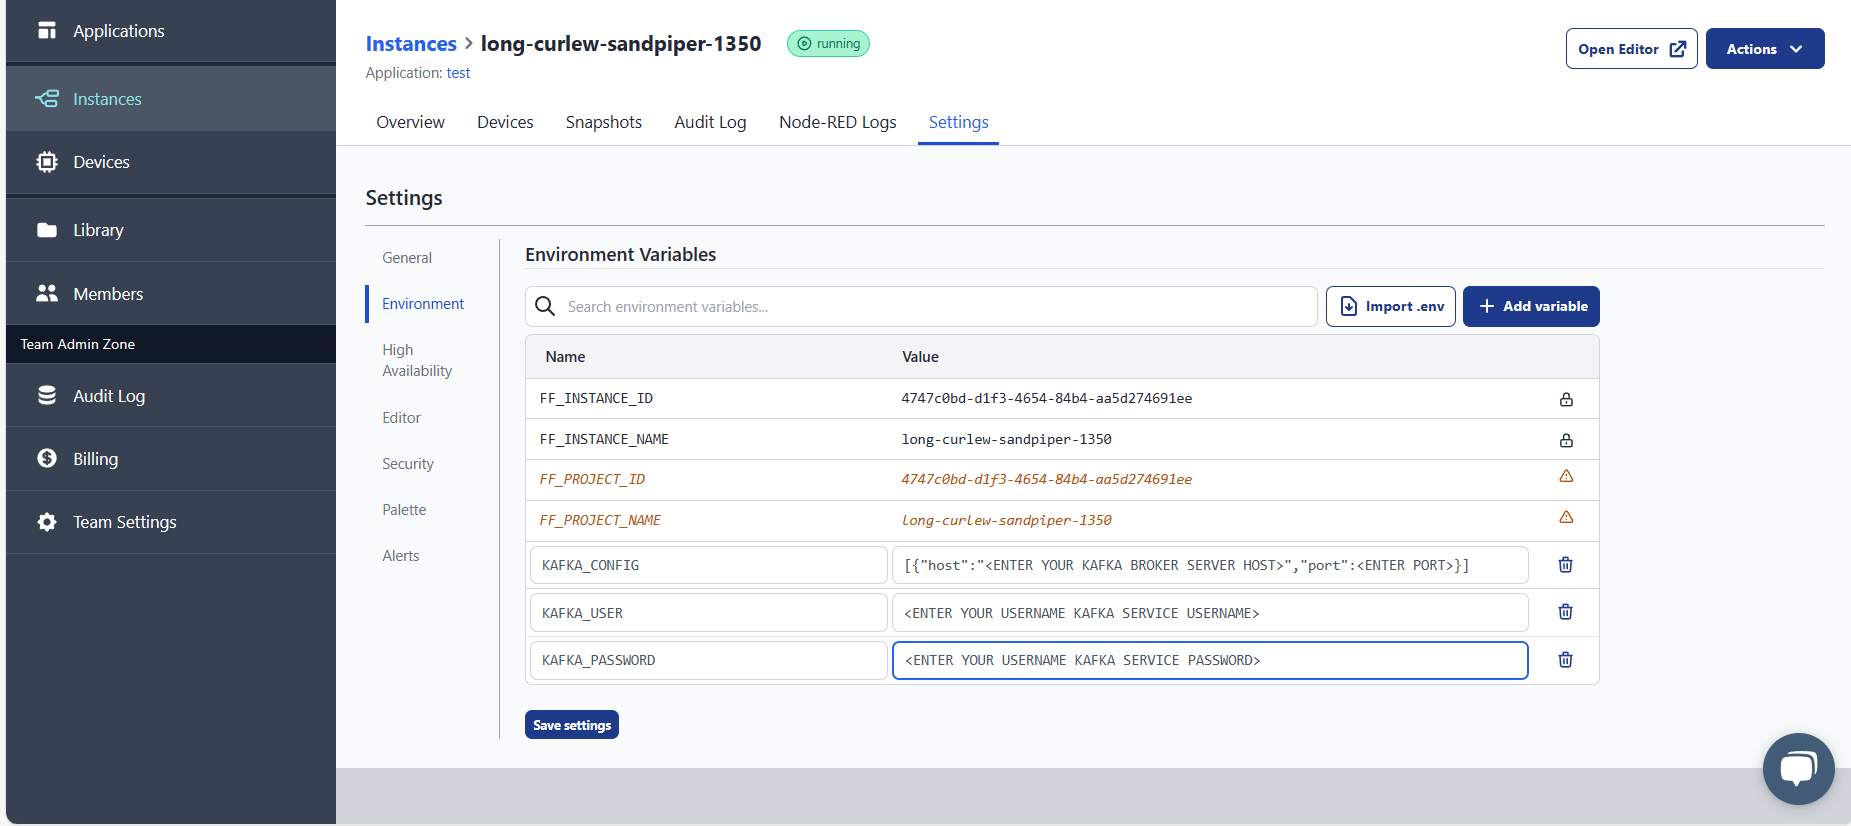 Applications
Instances
Devices
Library
Members
Team Admin Zone
Audit Log
Billing
Team Settings
Instances > long-curlew-sandpiper-1350 running
Application: test
Open Editor
Actions
Overview Devices Snapshots Audit Log Node-RED Logs Settings
Settings
General
Environment
High
Availability
Editor
Security
Palette
Alerts
Environment Variables
Search environment variables...
Import .env
+ Add variable
Name Value
FF_INSTANCE_ID 4747c0bd-d1f3-4654-84b4-aa5d274691ee
FF_INSTANCE_NAME long-curlew-sandpiper-1350
FF_PROJECT_ID 4747c0bd-d1f3-4654-84b4-aa5d274691ee
FF_PROJECT_NAME long-curlew-sandpiper-1350
KAFKA_CONFIG [{"host":"<ENTER YOUR KAFKA BROKER SERVER HOST>","port":<ENTER PORT>}]
KAFKA_USER <ENTER YOUR USERNAME KAFKA SERVICE USERNAME>
KAFKA_PASSWORD <ENTER YOUR USERNAME KAFKA SERVICE PASSWORD>
Save settings